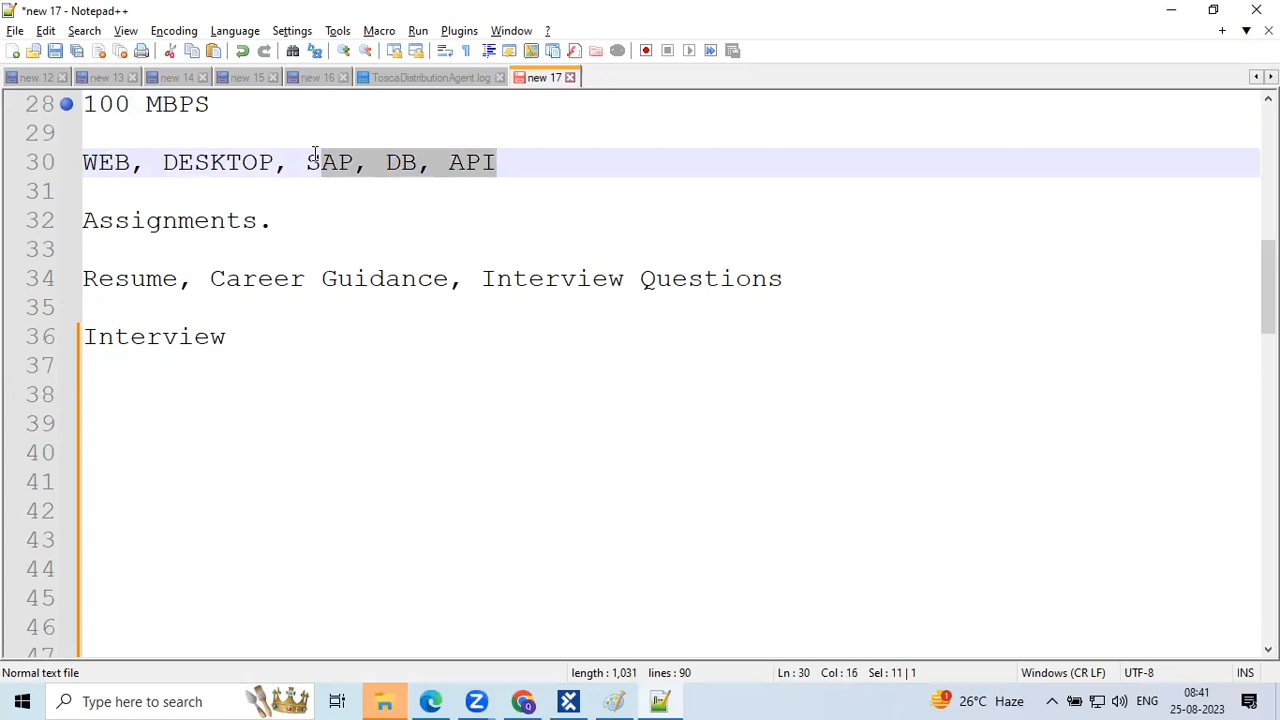 *new 17 - Notepad++
File Edit Search View Encoding Language Settings Tools Macro Run Plugins Window ?
new 12 new 13 new 14 new 15 new 16 ToscaDistributionAgent.log new 17
28 100 MBPS
29
30 WEB, DESKTOP, SAP, DB, API
31
32 Assignments.
33
34 Resume, Career Guidance, Interview Questions
35
36 Interview
37
38
39
40
41
42
43
44
45
46
47
Normal text file length : 1,031 lines : 90 Ln : 30 Col : 16 Sel : 11 | 1 Windows (CR LF) UTF-8 INS
Type here to search 26°C Haze ENG 08:41
25-08-2023